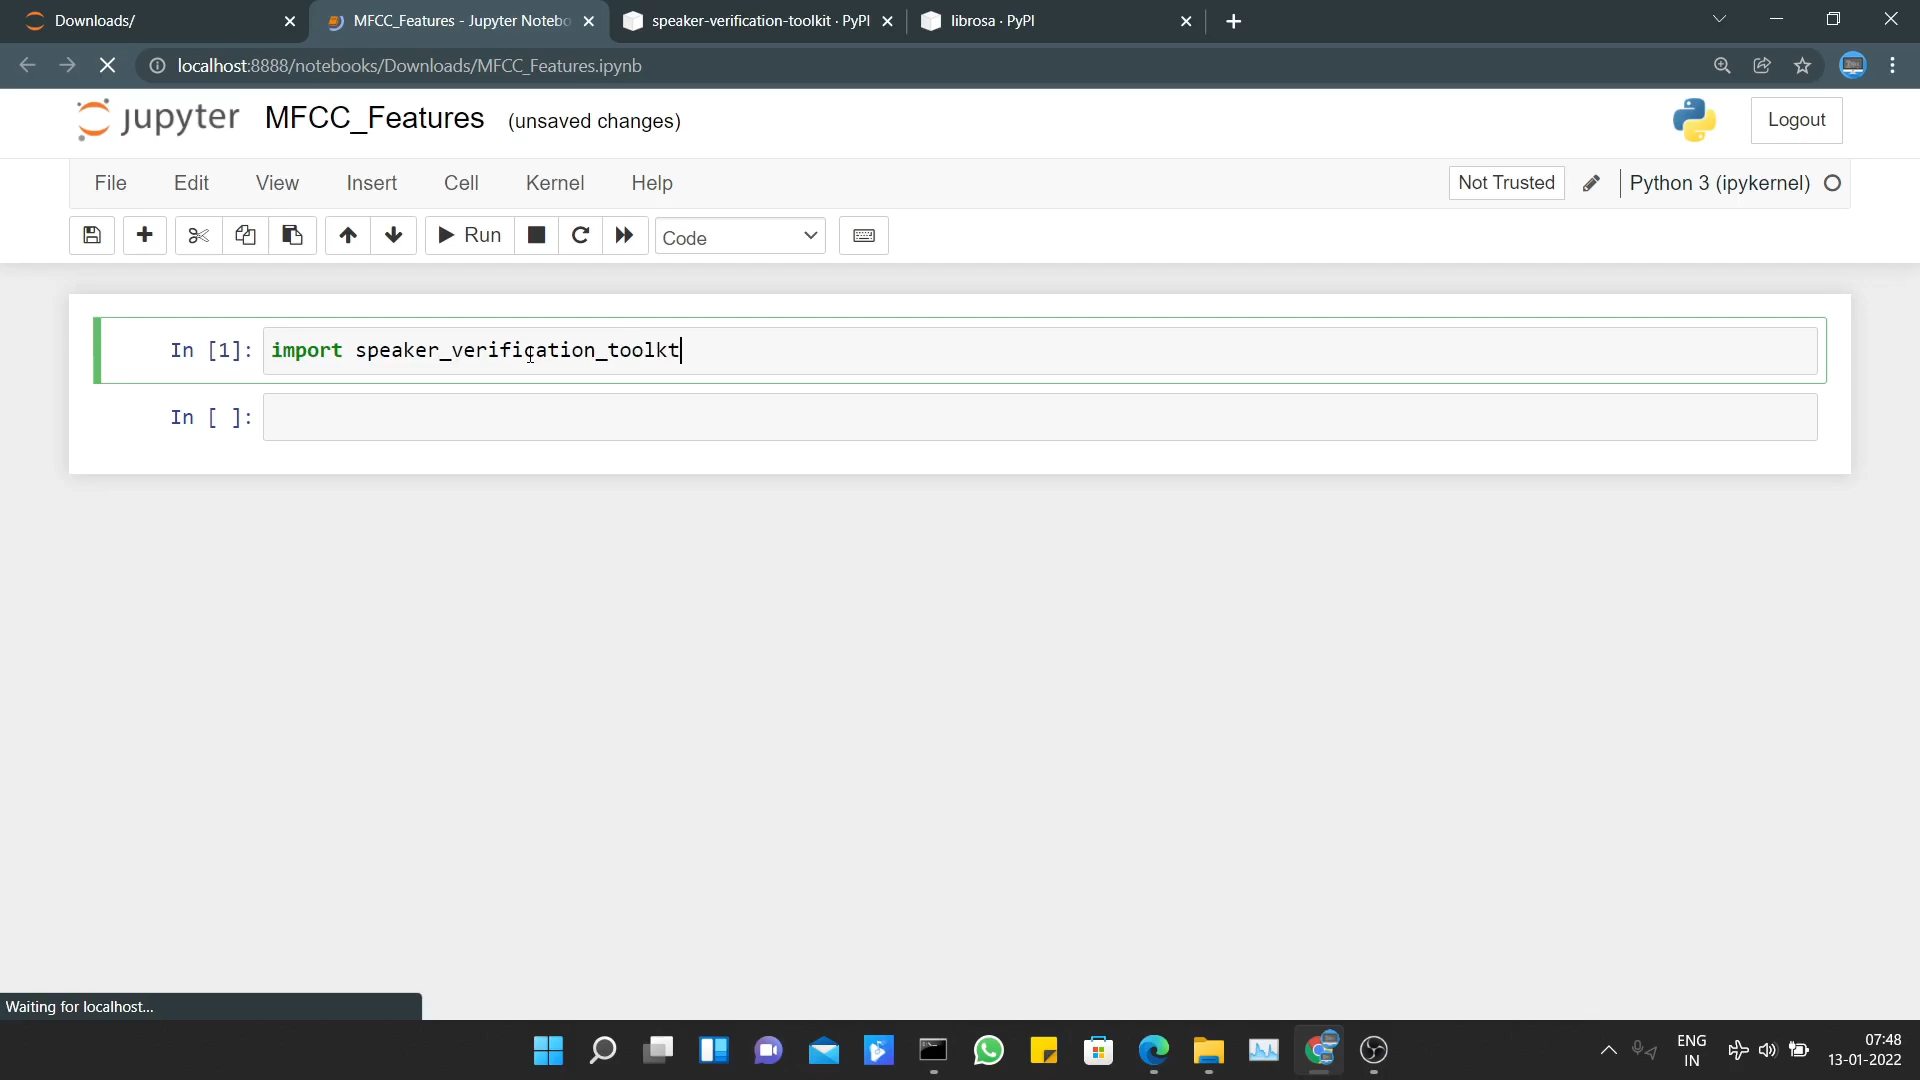 Downloads/
MFCC_Features - Jupyter Notebo
speaker-verification-toolkit · PyPI
librosa · PyPI
localhost:8888/notebooks/Downloads/MFCC_Features.ipynb
jupyter MFCC_Features (unsaved changes)
Logout
File Edit View Insert Cell Kernel Help
Not Trusted
Python 3 (ipykernel)
Run
Code
In [1]: import speaker_verification_toolkt
In [ ]:
Waiting for localhost...
ENG
IN
07:48
13-01-2022